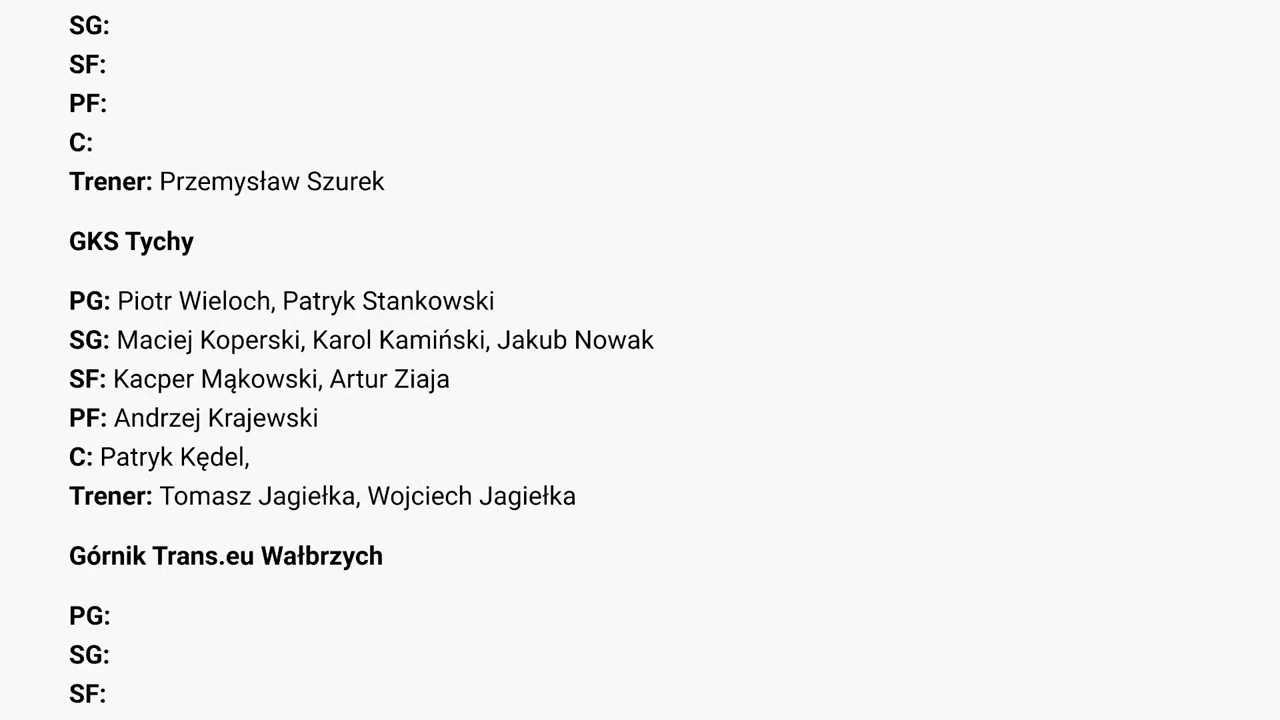 SG:
SF:
PF:
C:
Trener: Przemysław Szurek
GKS Tychy
PG: Piotr Wieloch, Patryk Stankowski
SG: Maciej Koperski, Karol Kamiński, Jakub Nowak
SF: Kacper Mąkowski, Artur Ziaja
PF: Andrzej Krajewski
C: Patryk Kędel,
Trener: Tomasz Jagiełka, Wojciech Jagiełka
Górnik Trans.eu Wałbrzych
PG:
SG:
SF: